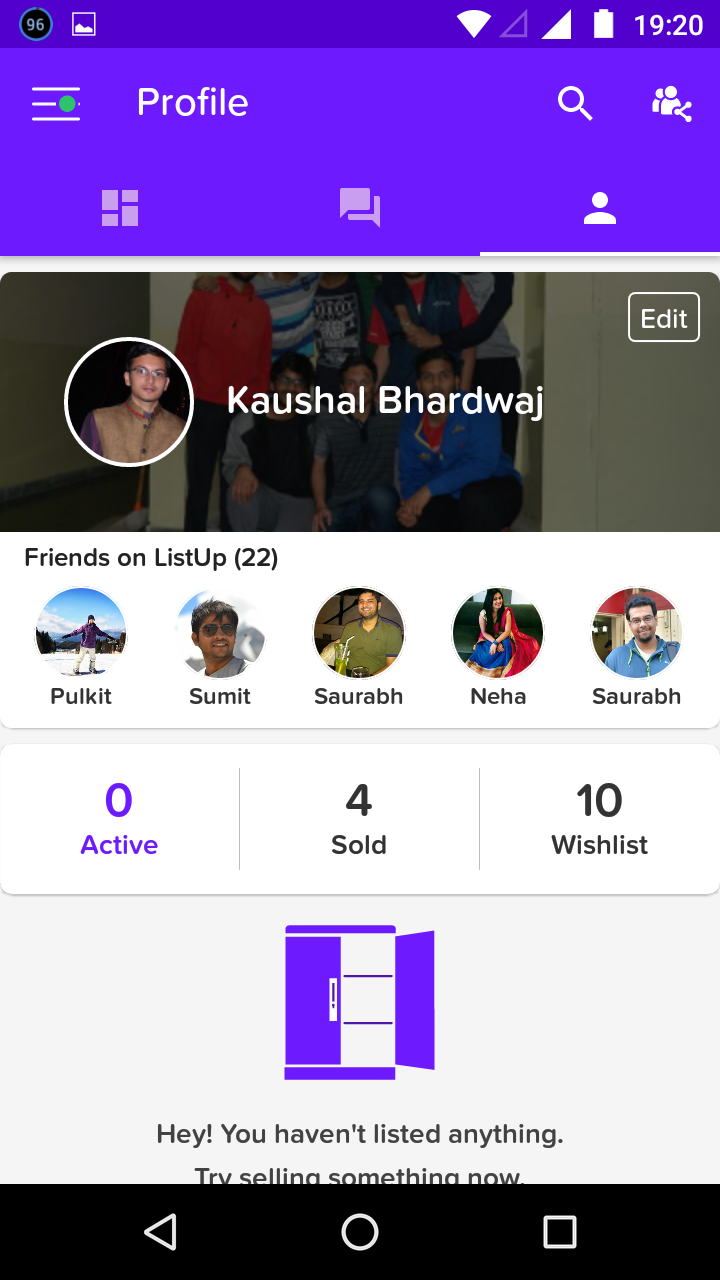 96
19:20
Profile
Edit
Kaushal Bhardwaj
Friends on ListUp (22)
Pulkit
Sumit
Saurabh
Neha
Saurabh
0
4
10
Active
Sold
Wishlist
Hey! You haven't listed anything.
Try selling something now.